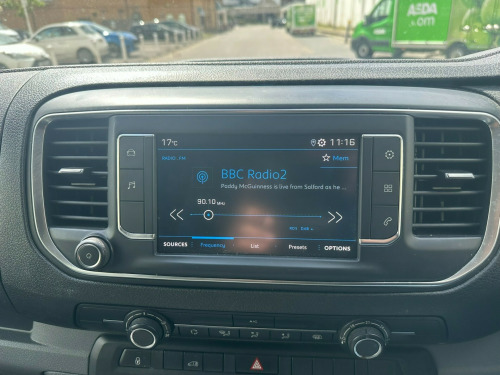 ASDA
.com
17°C
11:16
RADIO FM
Mem
BBC Radio2
Paddy McGuinness is live from Salford as he ...
90.10 MHz
SOURCES Frequency List Presets OPTIONS